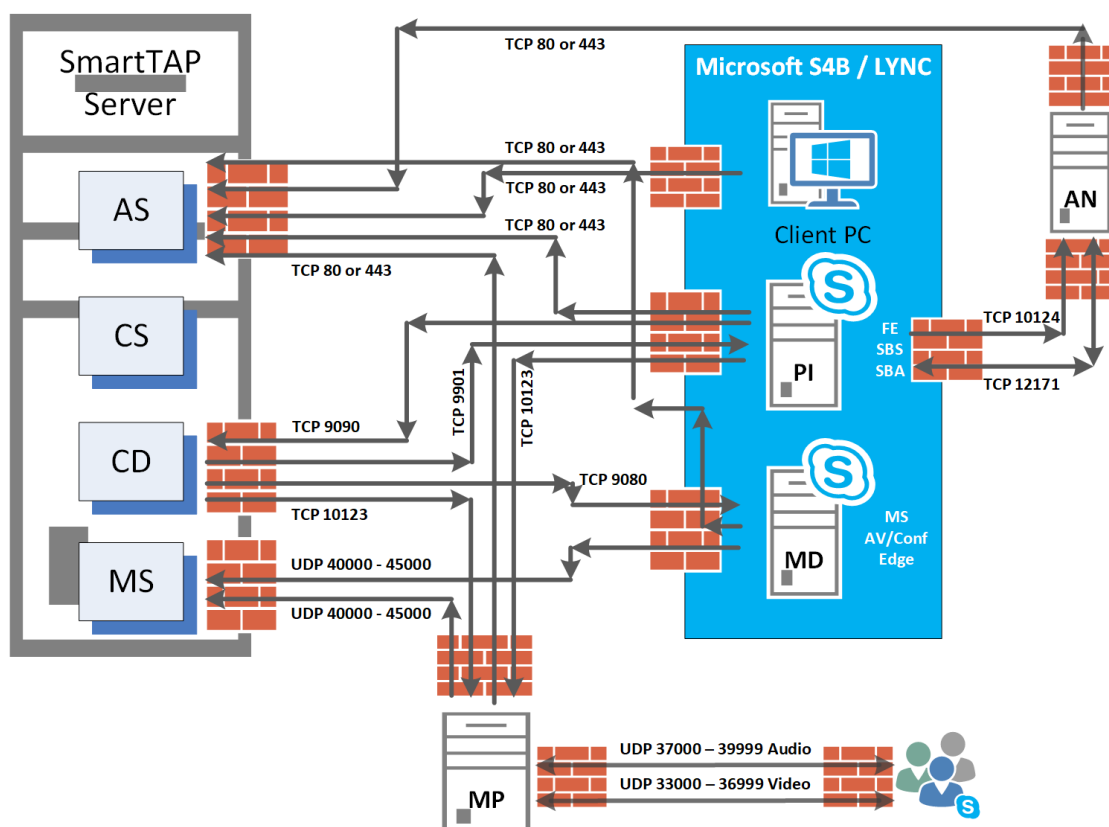 SmartTAP
Server
AS
CS
CD
MS
TCP 80 or 443
TCP 80 or 443
TCP 80 or 443
TCP 80 or 443
TCP 80 or 443
TCP 9090
TCP 9901
TCP 10123
TCP 9080
TCP 10123
UDP 40000 - 45000
UDP 40000 - 45000
Microsoft S4B / LYNC
Client PC
S
PI
FE
SBS
SBA
S
MD
MS
AV/Conf
Edge
AN
TCP 10124
TCP 12171
MP
UDP 37000 – 39999 Audio
UDP 33000 – 36999 Video
S